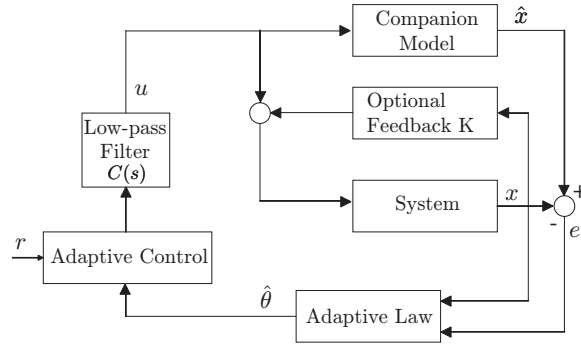 Companion
Model
x̂
u
Optional
Feedback K
Low-pass
Filter
C(s)
System
x
+
-
e
r
Adaptive Control
θ̂
Adaptive Law